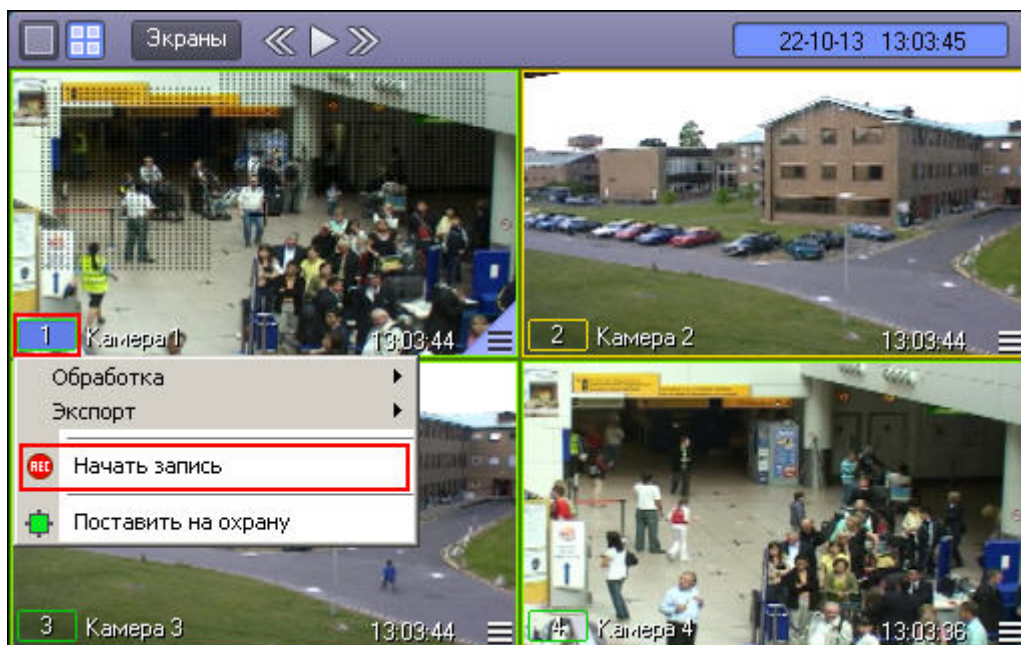 Экраны
22-10-13 13:03:45
1 Камера 1 13:03:44
2 Камера 2 13:03:44
Обработка
Экспорт
REC Начать запись
Поставить на охрану
3 Камера 3 13:03:44
4 Камера 4 13:03:36